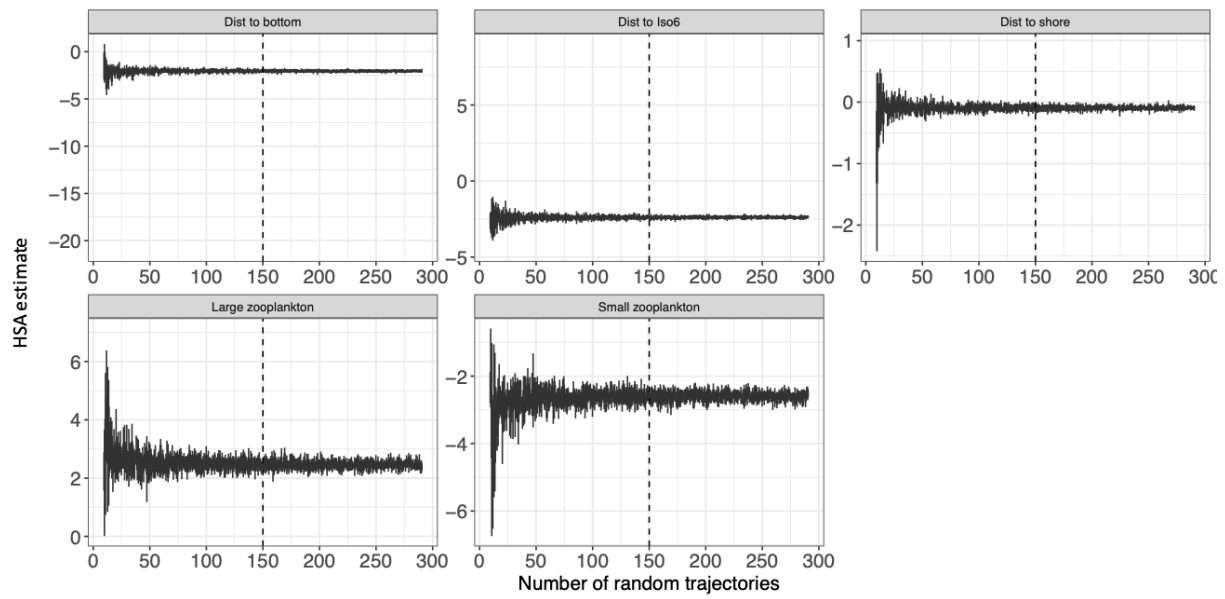 Dist to bottom
Dist to Iso6
Dist to shore
0
−5
−10
−15
−20
0 50 100 150 200 250 300
5
0
−5
0 50 100 150 200 250 300
1
0
−1
−2
0 50 100 150 200 250 300
HSA estimate
Large zooplankton
Small zooplankton
6
4
2
0
0 50 100 150 200 250 300
−2
−4
−6
0 50 100 150 200 250 300
Number of random trajectories